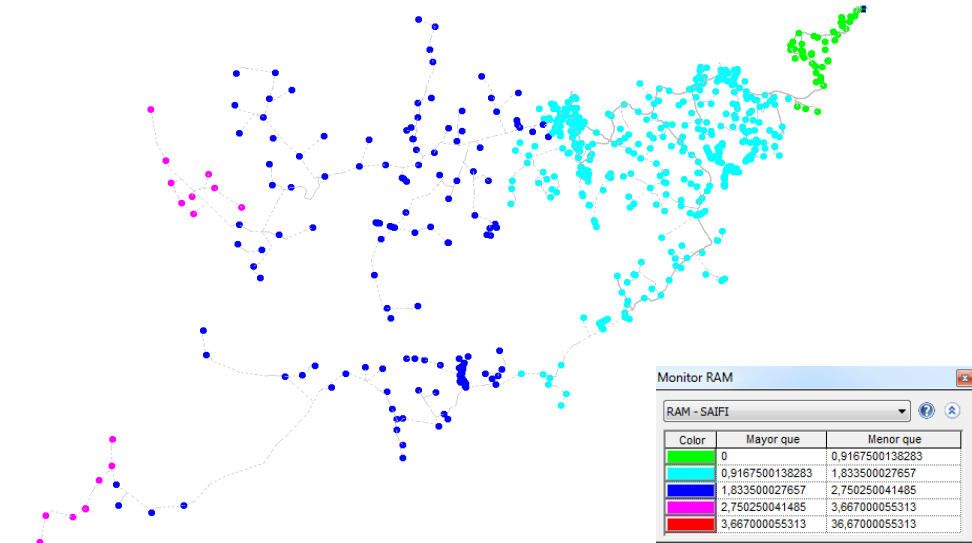 Monitor RAM
RAM - SAIFI
Color Mayor que Menor que
0 0,9167500138283
0,9167500138283 1,833500027657
1,833500027657 2,750250041485
2,750250041485 3,667000055313
3,667000055313 36,67000055313